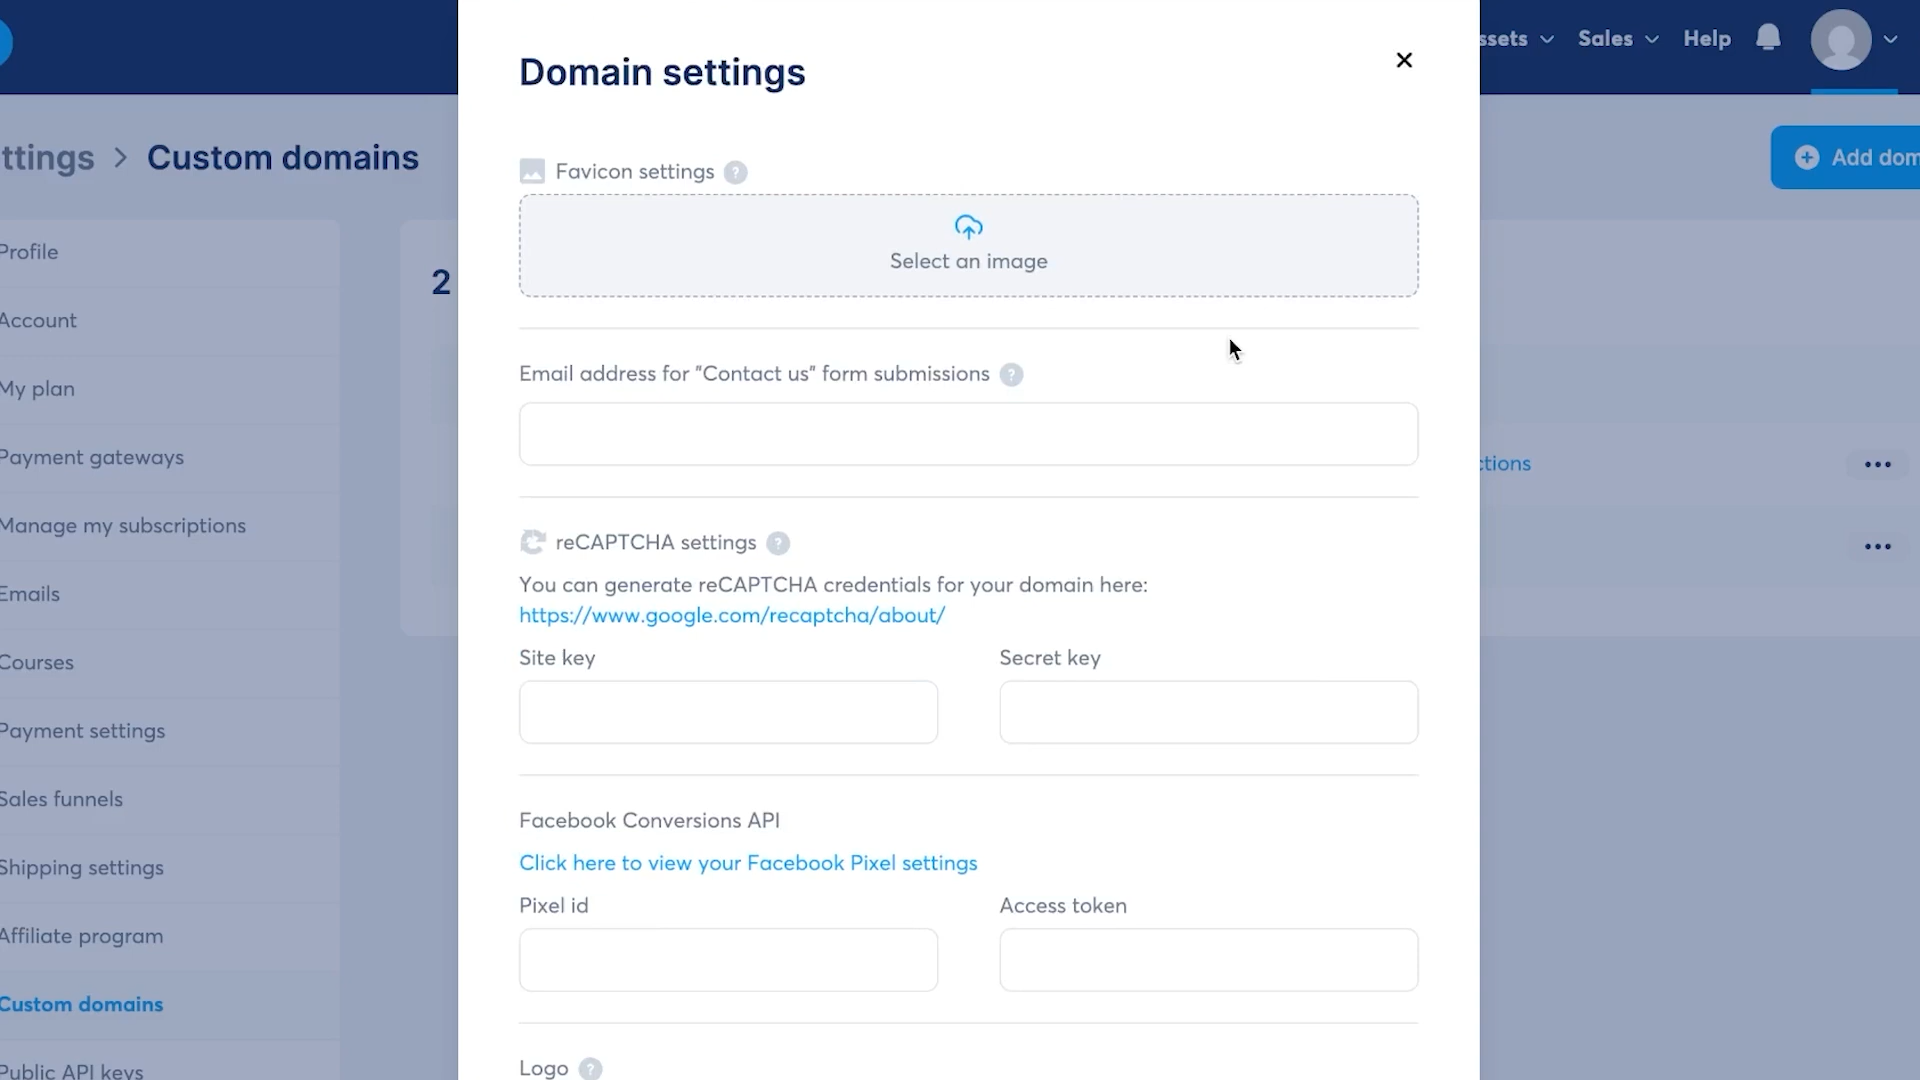 ssets
Sales
Help
ttings > Custom domains
Add dom
Profile
Account
My plan
Payment gateways
Manage my subscriptions
Emails
Courses
Payment settings
Sales funnels
Shipping settings
Affiliate program
Custom domains
Public API keys
2
Domain settings
Favicon settings ?
Select an image
Email address for "Contact us" form submissions ?
reCAPTCHA settings ?
You can generate reCAPTCHA credentials for your domain here:
https://www.google.com/recaptcha/about/
Site key
Secret key
Facebook Conversions API
Click here to view your Facebook Pixel settings
Pixel id
Access token
Logo ?
ctions